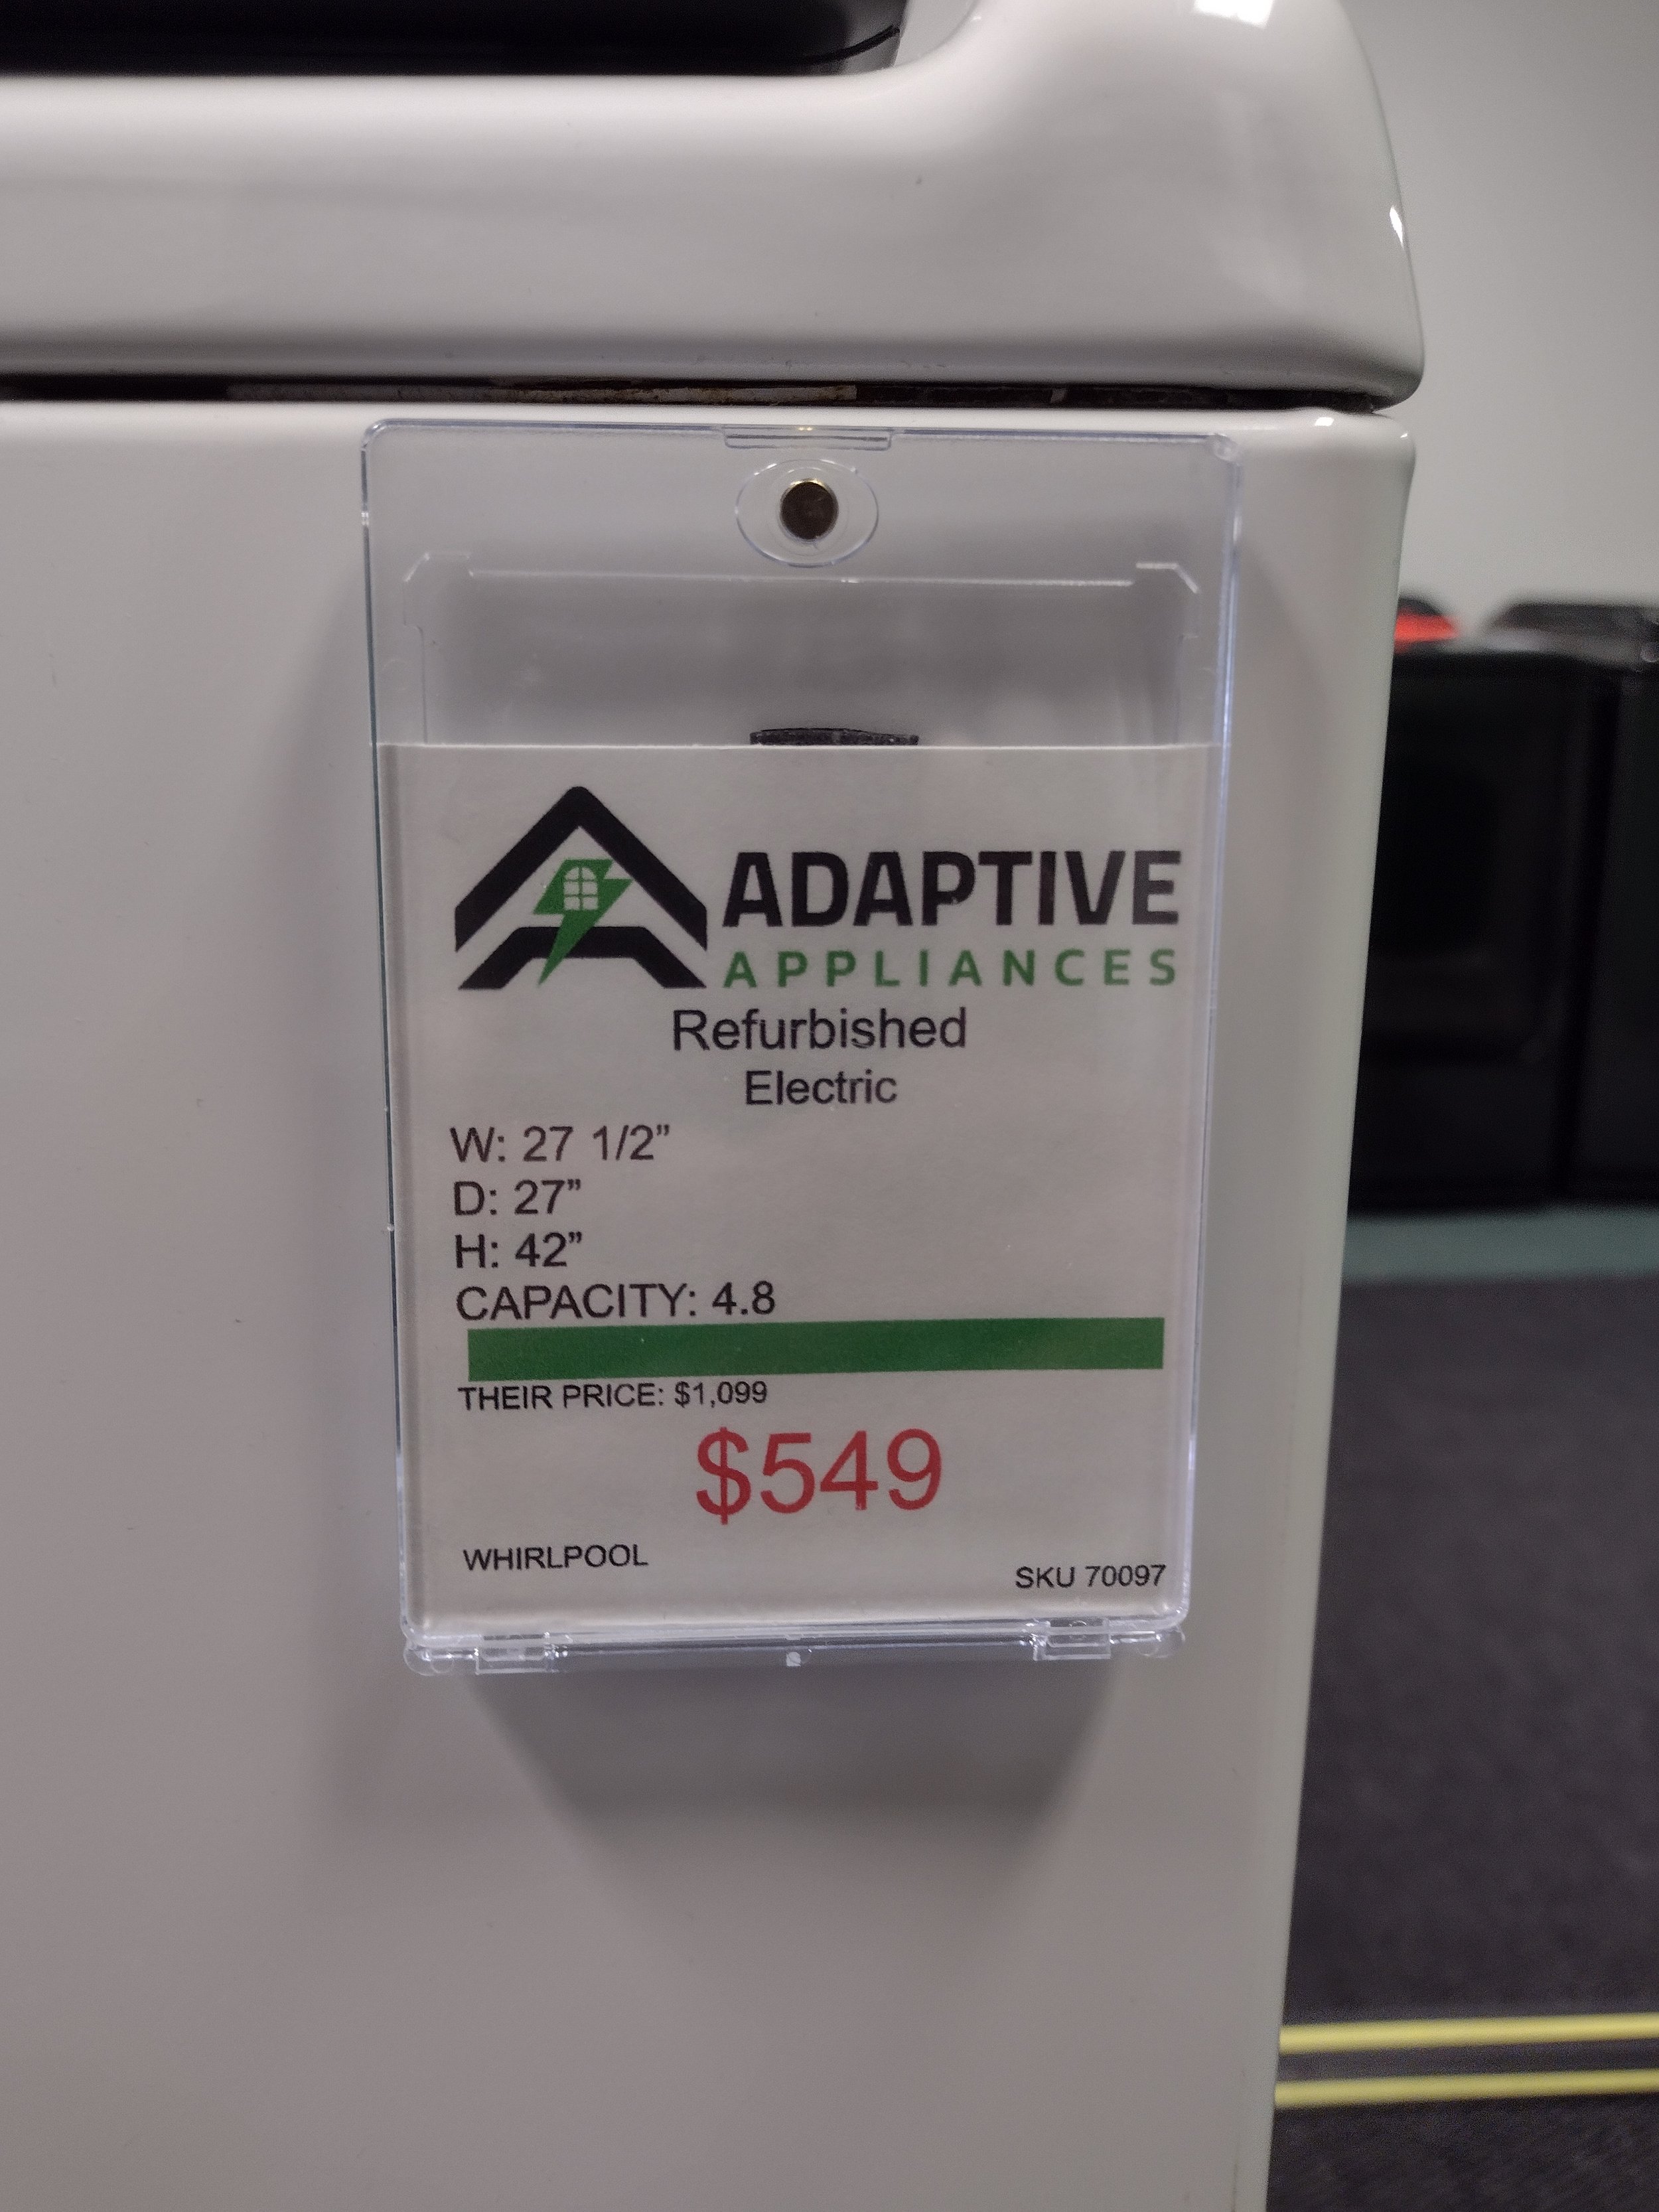 ADAPTIVE
APPLIANCES
Refurbished
Electric
W: 27 1/2”
D: 27”
H: 42”
CAPACITY: 4.8
THEIR PRICE: $1,099
$549
WHIRLPOOL
SKU 70097